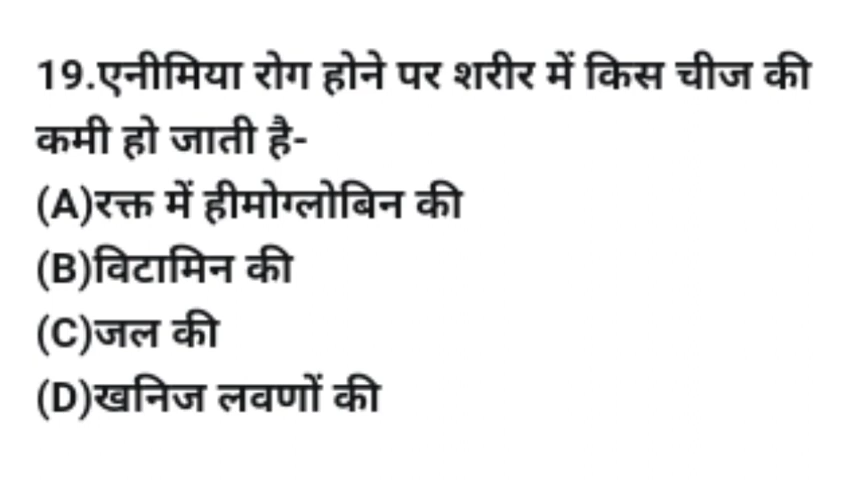 19.एनीमिया रोग होने पर शरीर में किस चीज की
कमी हो जाती है-
(A)रक्त में हीमोग्लोबिन की
(B)विटामिन की
(C)जल की
(D)खनिज लवणों की